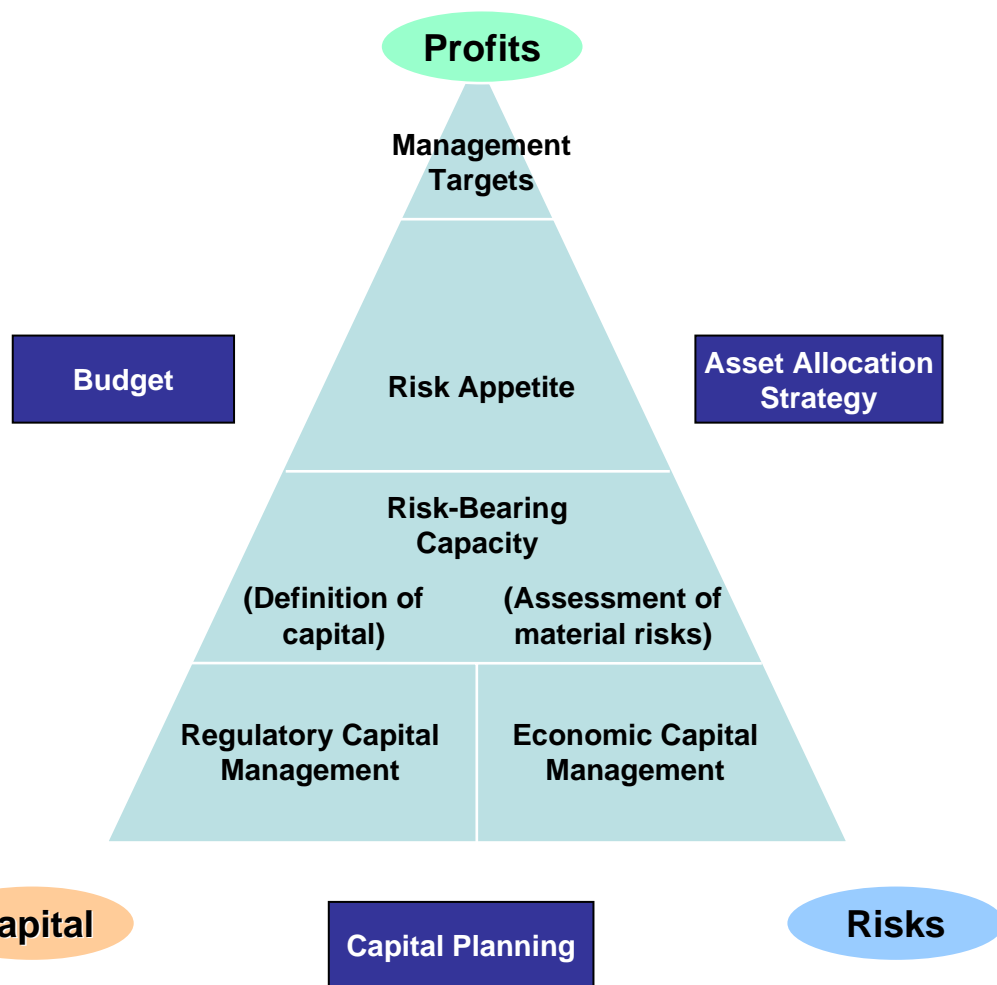 Profits
Management
Targets
Budget
Risk Appetite
Asset Allocation
Strategy
Risk-Bearing
Capacity
(Definition of
capital)
(Assessment of
material risks)
Regulatory Capital
Management
Economic Capital
Management
apital
Capital Planning
Risks